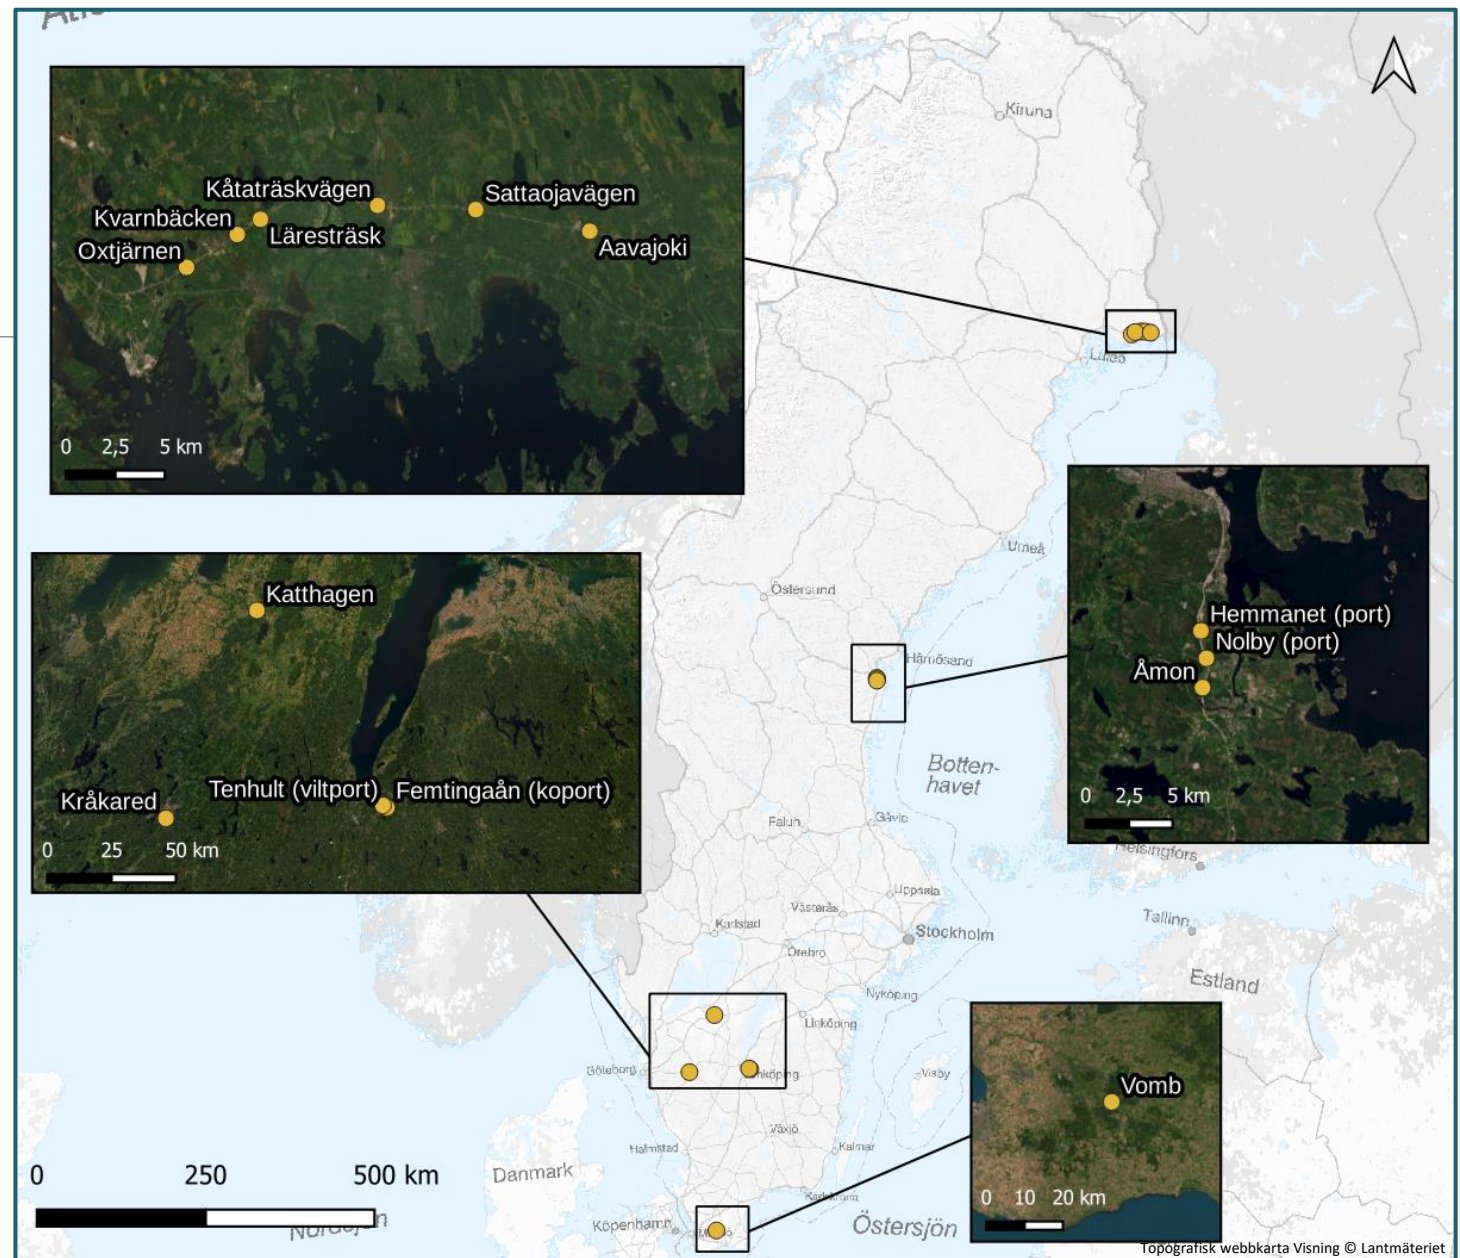 Kiruna
Kåtaträskvägen
Sattaojavägen
Kvarnbäcken
Läresträsk
Oxtjärnen
Aavajoki
0 2,5 5 km
Luleå
Umeå
Östersund
Katthagen
Hemmanet (port)
Nolby (port)
Åmon
Härnösand
Botten-
havet
Tenhult (viltport)
Femtingaån (koport)
Kråkared
0 25 50 km
0 2,5 5 km
Falun
Gävle
Helsingfors
Uppsala
Västerås
Karlstad
Stockholm
Tallinn
Örebro
Estland
Nyköping
Linköping
Göteborg
Visby
Vomb
Växjö
Halmstad
Kalmar
Danmark
0 250 500 km
Karlskrona
0 10 20 km
Nordsjön
Köpenhamn
Östersjön
Topografisk webbkarta Visning © Lantmäteriet